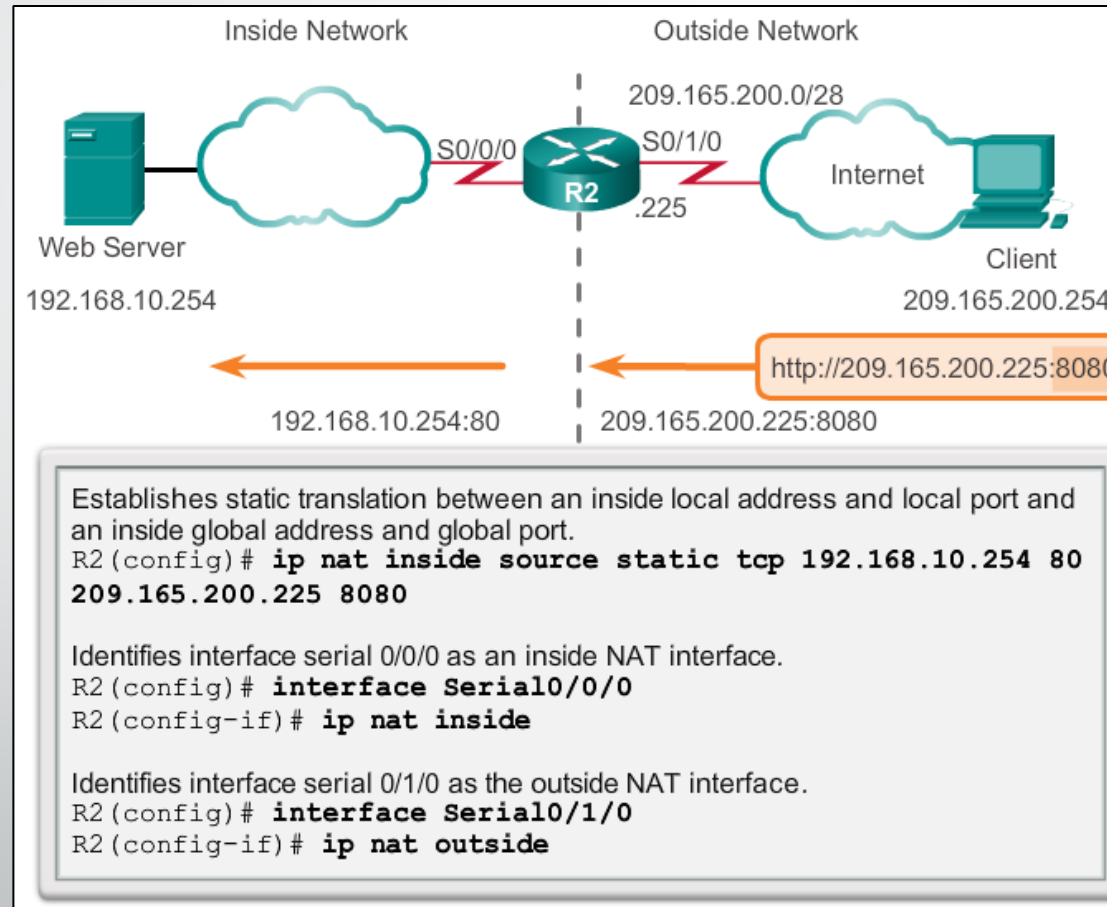 Inside Network
Outside Network
209.165.200.0/28
S0/0/0
S0/1/0
R2
.225
Internet
Web Server
Client
192.168.10.254
209.165.200.254
http://209.165.200.225:8080
192.168.10.254:80
209.165.200.225:8080
Establishes static translation between an inside local address and local port and
an inside global address and global port.
R2(config)# ip nat inside source static tcp 192.168.10.254 80
209.165.200.225 8080
Identifies interface serial 0/0/0 as an inside NAT interface.
R2(config)# interface Serial0/0/0
R2(config-if)# ip nat inside
Identifies interface serial 0/1/0 as the outside NAT interface.
R2(config)# interface Serial0/1/0
R2(config-if)# ip nat outside